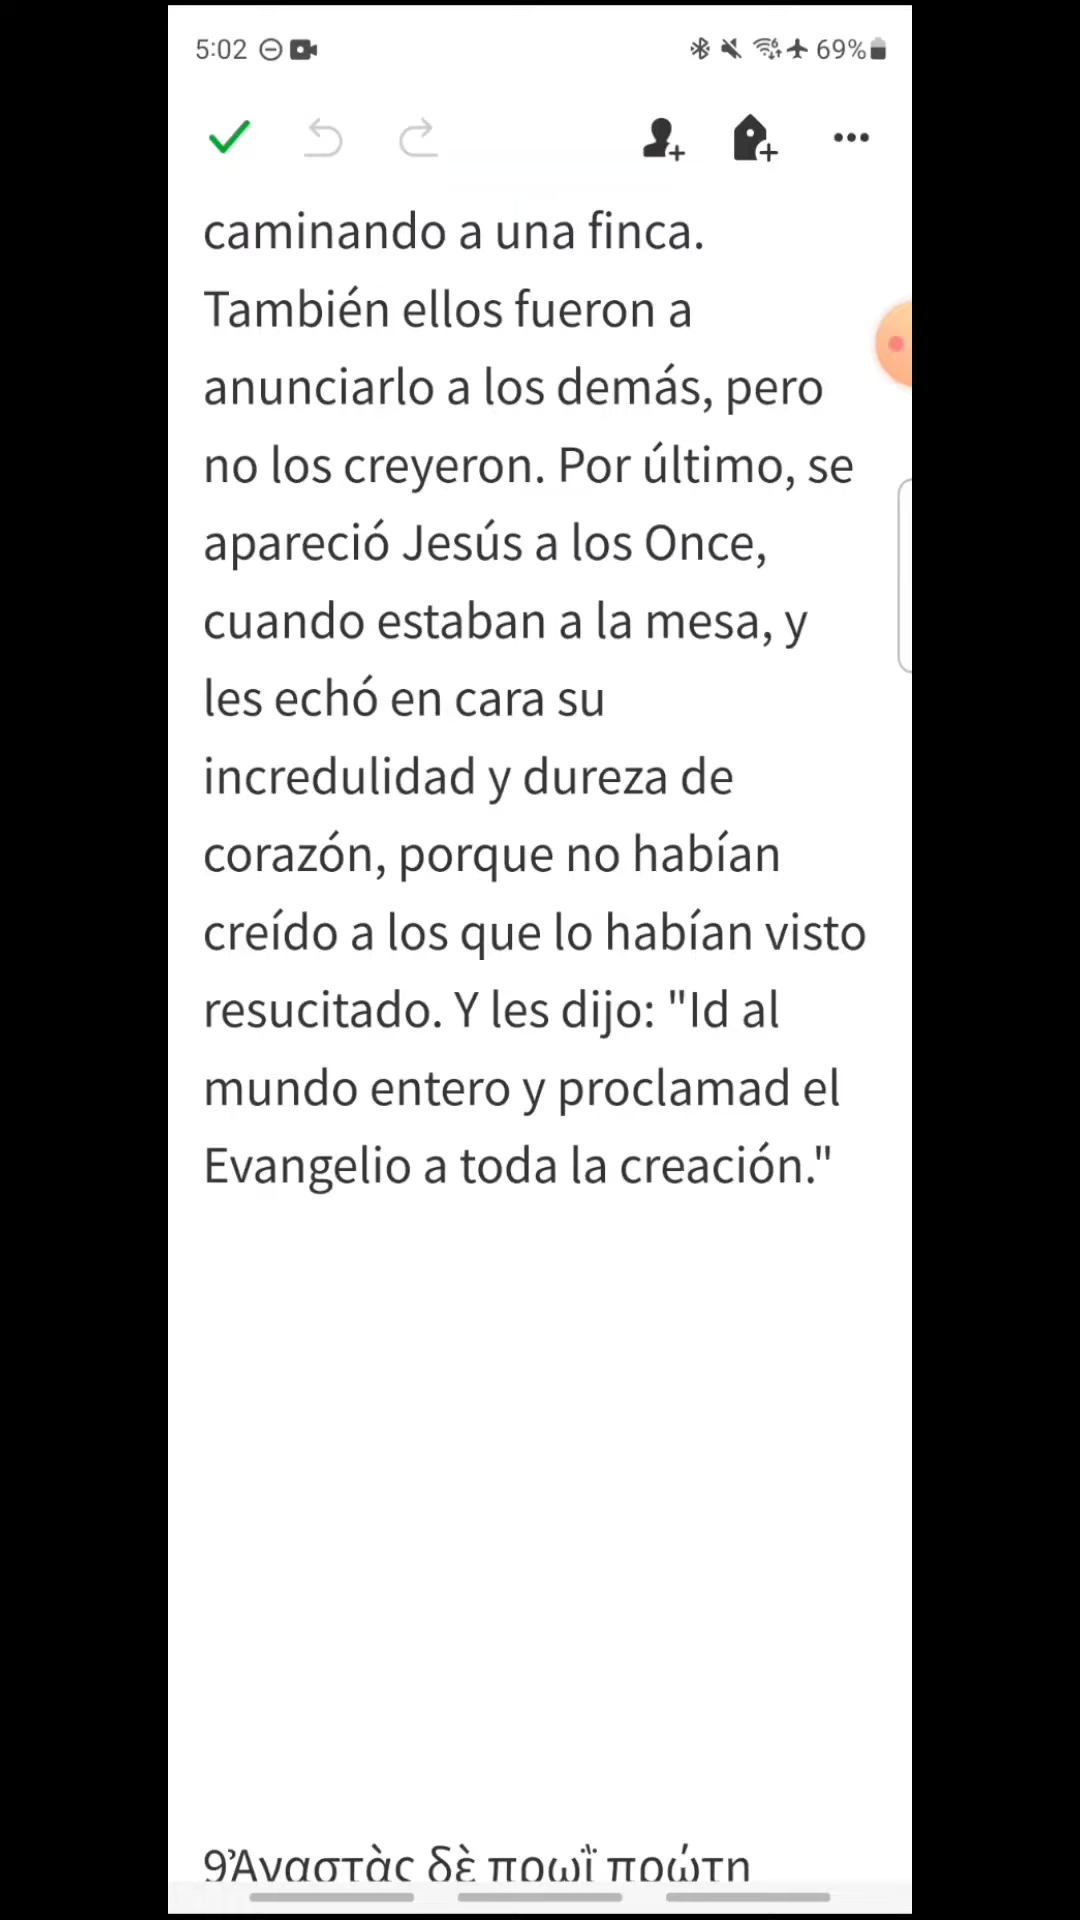 5:02 69%
caminando a una finca.
También ellos fueron a
anunciarlo a los demás, pero
no los creyeron. Por último, se
apareció Jesús a los Once,
cuando estaban a la mesa, y
les echó en cara su
incredulidad y dureza de
corazón, porque no habían
creído a los que lo habían visto
resucitado. Y les dijo: "Id al
mundo entero y proclamad el
Evangelio a toda la creación."
9Ἀναστὰς δὲ πρωῒ πρώτῃ